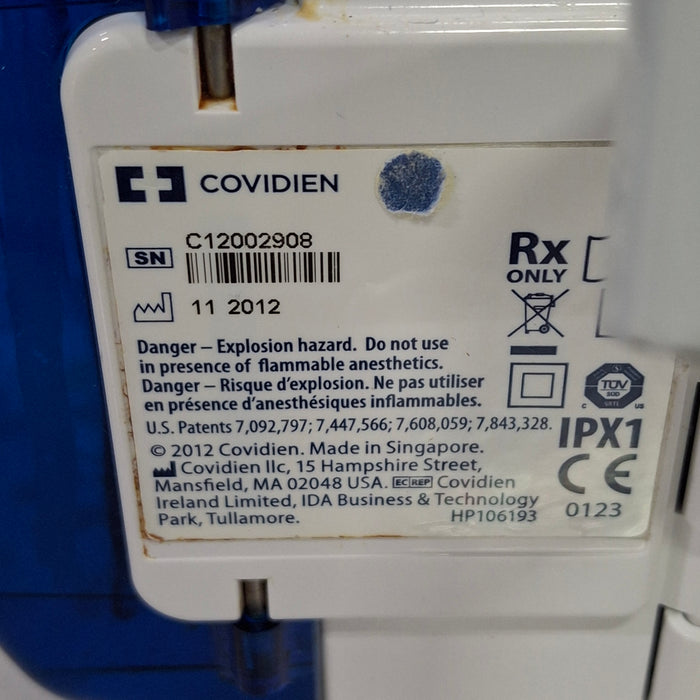 COVIDIEN
SN C12002908
11 2012
Rx
ONLY
Danger – Explosion hazard. Do not use
in presence of flammable anesthetics.
Danger – Risque d'explosion. Ne pas utiliser
en présence d'anesthésiques inflammables.
U.S. Patents 7,092,797; 7,447,566; 7,608,059; 7,843,328.
© 2012 Covidien. Made in Singapore.
Covidien llc, 15 Hampshire Street,
Mansfield, MA 02048 USA. EC REP Covidien
Ireland Limited, IDA Business & Technology
Park, Tullamore. HP106193
TÜV
SÜD
C US
IPX1
CE
0123